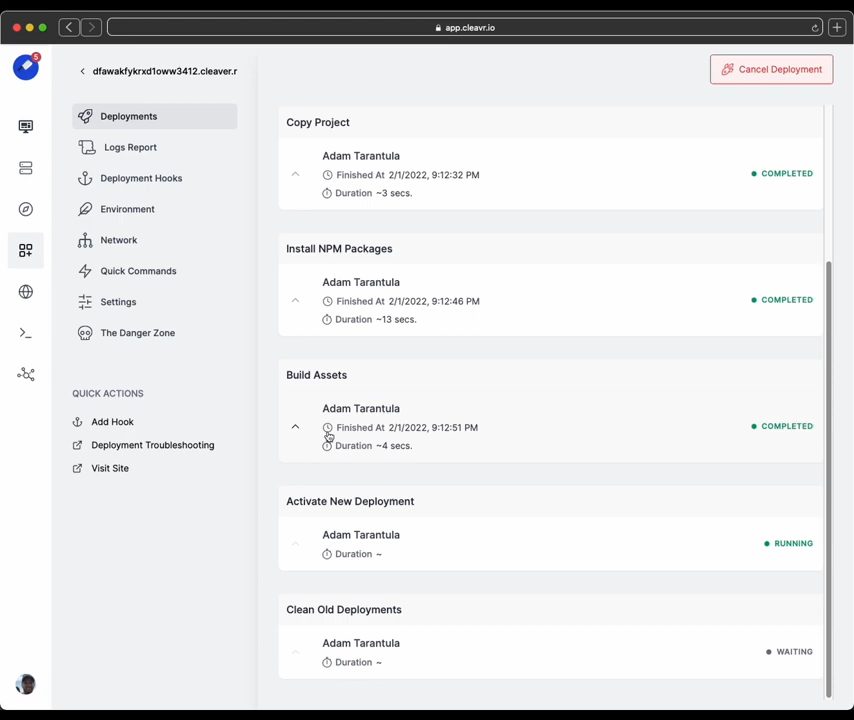 app.cleavr.io
5
dfawakfykrxd1oww3412.cleaver.r
Cancel Deployment
Deployments
Logs Report
Deployment Hooks
Environment
Network
Quick Commands
Settings
The Danger Zone
QUICK ACTIONS
Add Hook
Deployment Troubleshooting
Visit Site
Copy Project
Adam Tarantula
Finished At 2/1/2022, 9:12:32 PM
COMPLETED
Duration ~3 secs.
Install NPM Packages
Adam Tarantula
Finished At 2/1/2022, 9:12:46 PM
COMPLETED
Duration ~13 secs.
Build Assets
Adam Tarantula
Finished At 2/1/2022, 9:12:51 PM
COMPLETED
Duration ~4 secs.
Activate New Deployment
Adam Tarantula
RUNNING
Duration ~
Clean Old Deployments
Adam Tarantula
WAITING
Duration ~